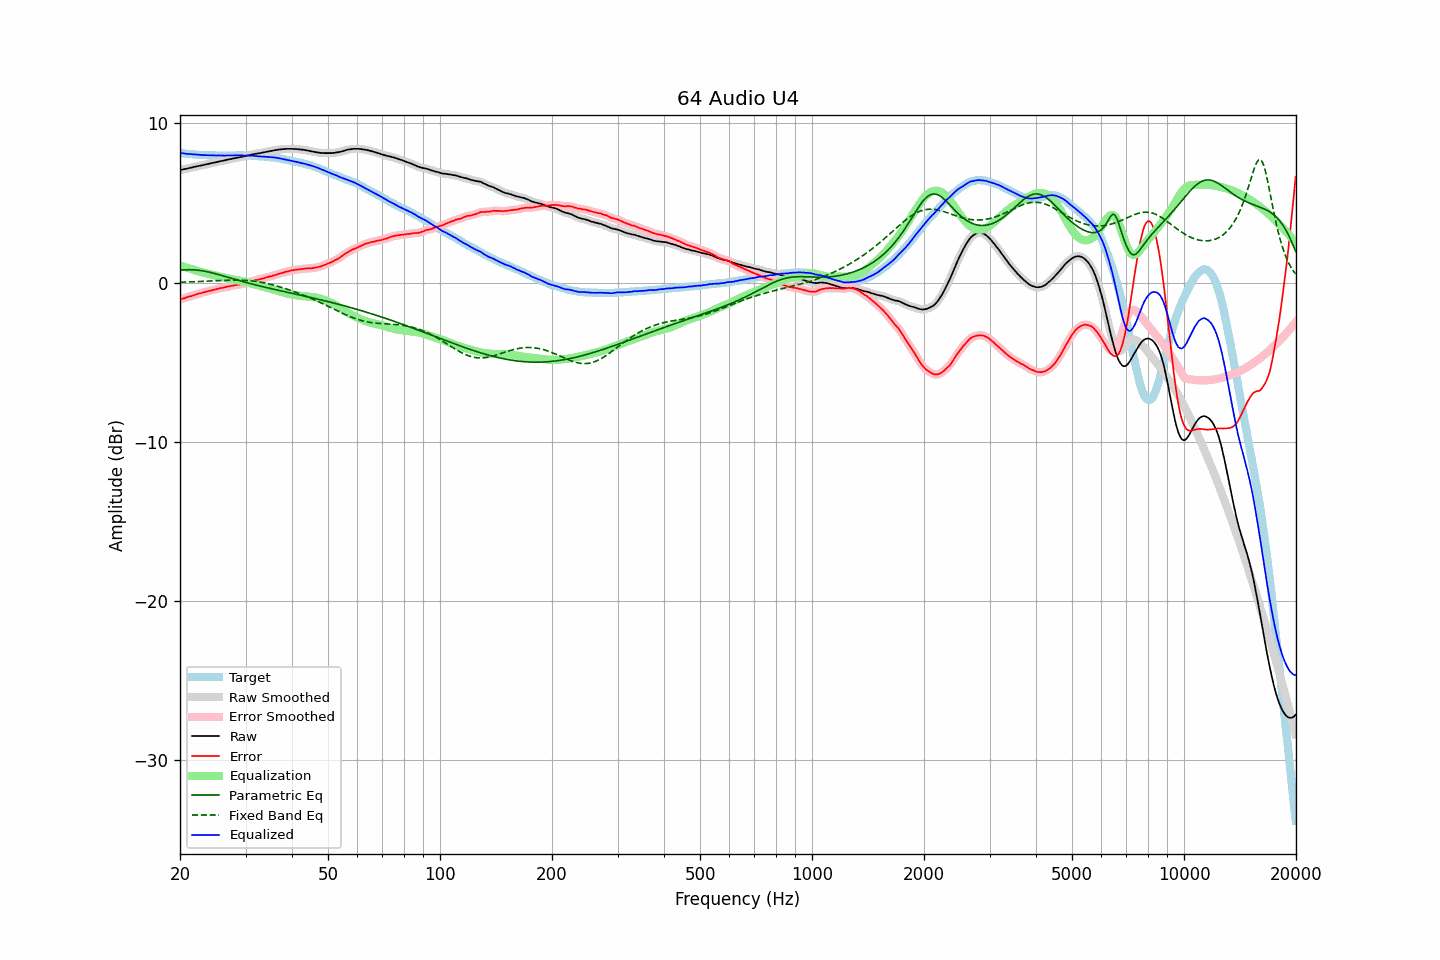 64 Audio U4
10
0
−10
−20
−30
Amplitude (dBr)
Target
Raw Smoothed
Error Smoothed
Raw
Error
Equalization
Parametric Eq
Fixed Band Eq
Equalized
20 50 100 200 500 1000 2000 5000 10000 20000
Frequency (Hz)